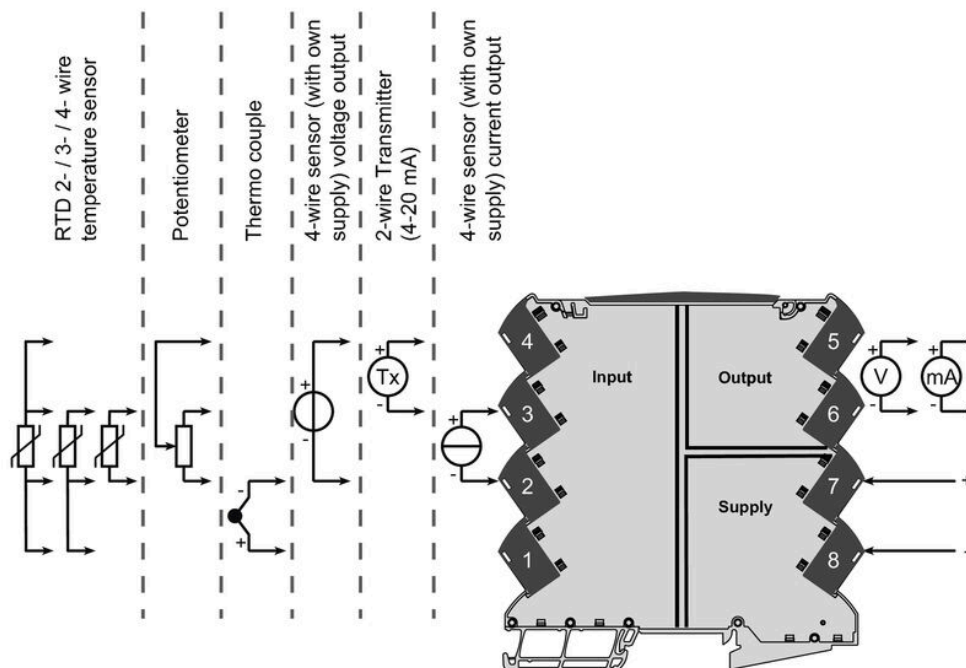 RTD 2- / 3- / 4- wire
temperature sensor
Potentiometer
Thermo couple
4-wire sensor (with own
supply) voltage output
2-wire Transmitter
(4-20 mA)
4-wire sensor (with own
supply) current output
4
5
+
+
+
+
Tx
Input
Output
V
mA
-
-
-
-
3
6
+
-
2
7
+
-
Supply
+
1
8
-